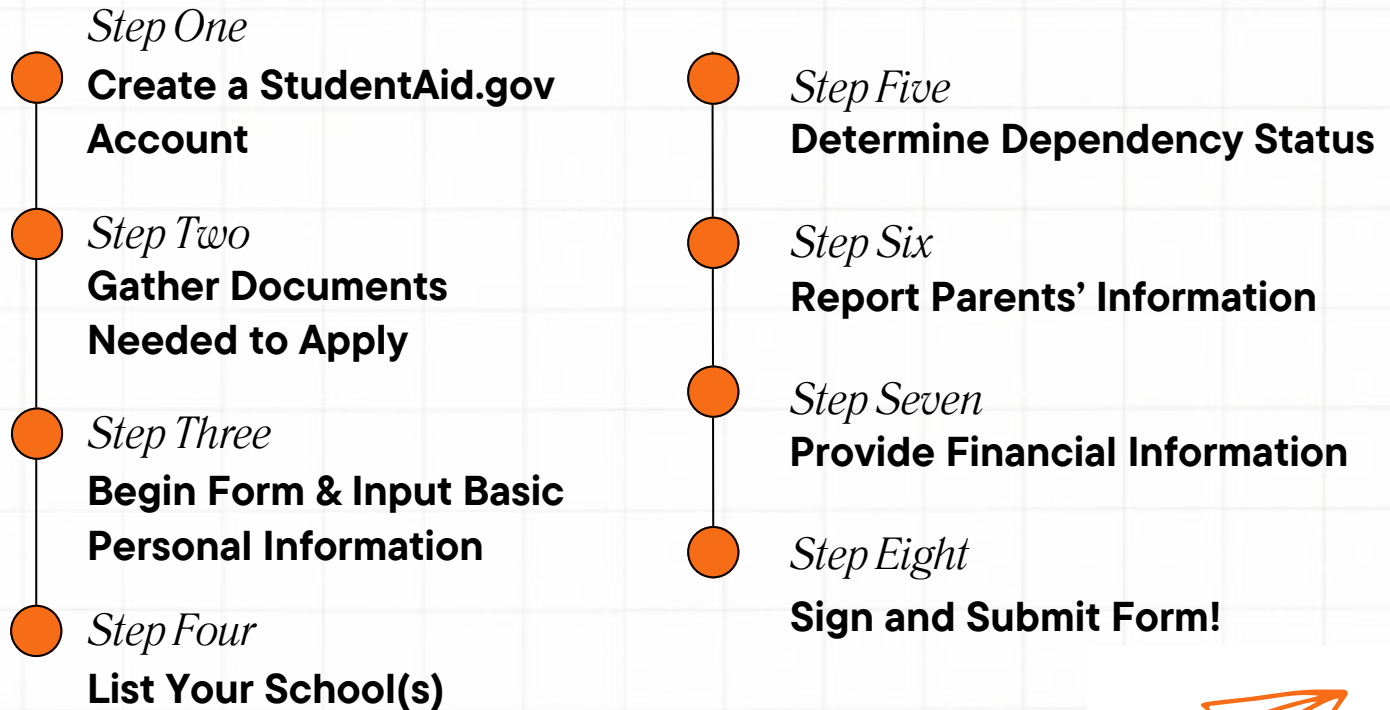 Step One
Create a StudentAid.gov
Account
Step Two
Gather Documents
Needed to Apply
Step Three
Begin Form & Input Basic
Personal Information
Step Four
List Your School(s)
Step Five
Determine Dependency Status
Step Six
Report Parents’ Information
Step Seven
Provide Financial Information
Step Eight
Sign and Submit Form!